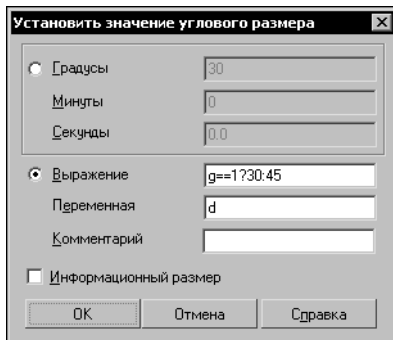 Установить значение углового размера
Градусы 30
Минуты 0
Секунды 0.0
Выражение g==1?30:45
Переменная d
Комментарий
Информационный размер
OK Отмена Справка